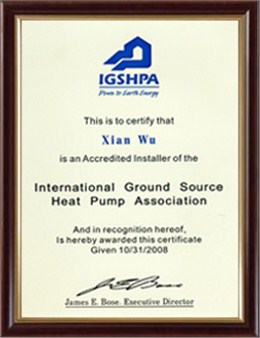 IGSHPA
Power to Earth Energy
This is to certify that
Xian Wu
is an Accredited Installer of the
International Ground Source
Heat Pump Association
And in recognition hereof,
Is hereby awarded this certificate
Given 10/31/2008
James E. Bose. Executive Director